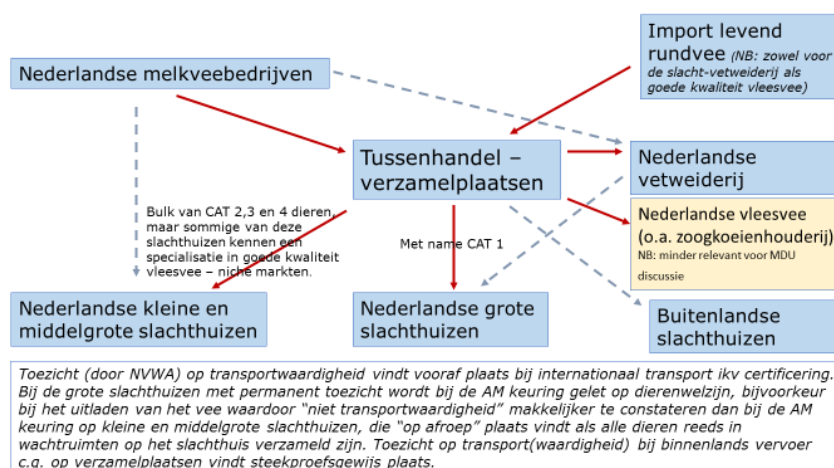 Import levend
rundvee (NB: zowel voor
de slacht-vetweiderij als
goede kwaliteit vleesvee)
Nederlandse melkveebedrijven
Tussenhandel –
verzamelplaatsen
Nederlandse
vetweiderij
Bulk van CAT 2,3 en 4 dieren,
maar sommige van deze
slachthuizen kennen een
specialisatie in goede kwaliteit
vleesvee – niche markten.
Met name CAT 1
Nederlandse vleesvee
(o.a. zoogkoeienhouderij)
NB: minder relevant voor MDU
discussie
Nederlandse kleine en
middelgrote slachthuizen
Nederlandse grote
slachthuizen
Buitenlandse
slachthuizen
Toezicht (door NVWA) op transportwaardigheid vindt vooraf plaats bij internationaal transport ikv certificering.
Bij de grote slachthuizen met permanent toezicht wordt bij de AM keuring gelet op dierenwelzijn, bijvoorkeur
bij het uitladen van het vee waardoor “niet transportwaardigheid” makkelijker te constateren dan bij de AM
keuring op kleine en middelgrote slachthuizen, die “op afroep” plaats vindt als alle dieren reeds in
wachtruimten op het slachthuis verzameld zijn. Toezicht op transport(waardigheid) bij binnenlands vervoer
c.q. op verzamelplaatsen vindt steekproefsgewijs plaats.